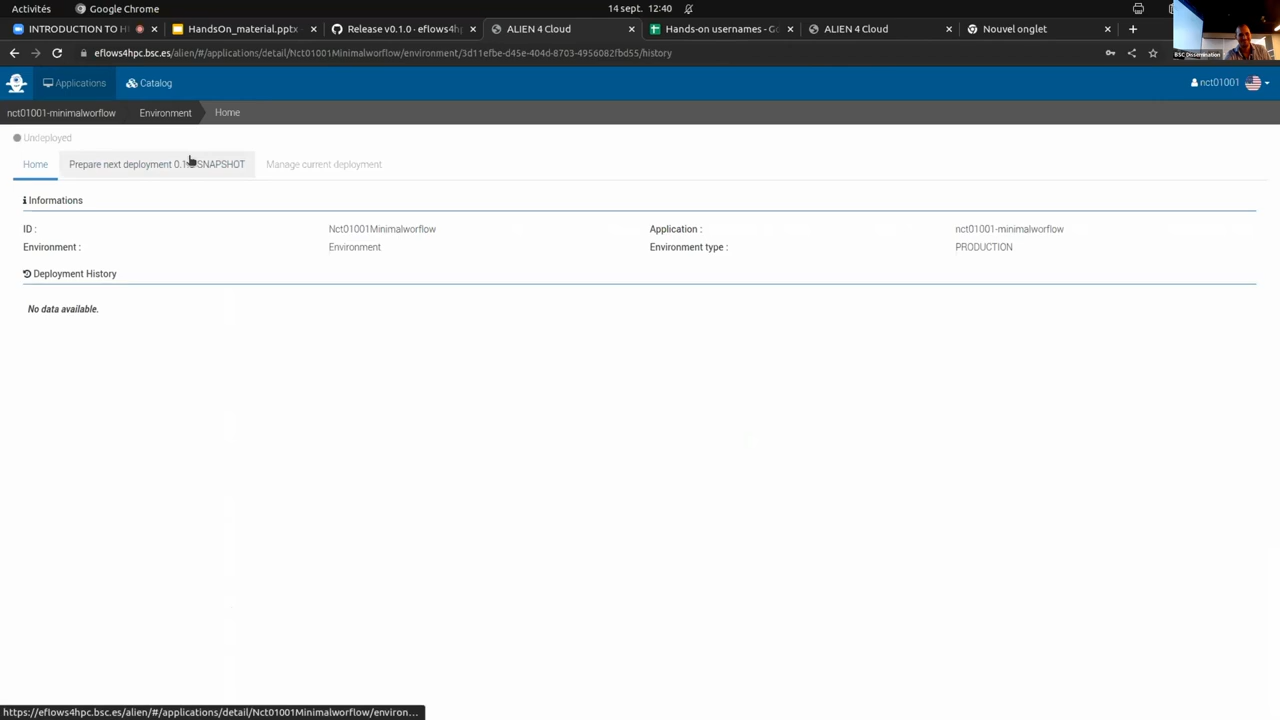 Activités
Google Chrome
14 sept. 12:40
INTRODUCTION TO H
HandsOn_material.pptx
Release v0.1.0 · eflows4hp
ALIEN 4 Cloud
Hands-on usernames - Go
ALIEN 4 Cloud
Nouvel onglet
eflows4hpc.bsc.es/alien/#/applications/detail/Nct01001Minimalworflow/environment/3d11efbe-d45e-404d-8703-4956082fbd55/history
Applications
Catalog
nct01001
nct01001-minimalworflow
Environment
Home
Undeployed
Home
Prepare next deployment 0.1. SNAPSHOT
Manage current deployment
Informations
ID :
Nct01001Minimalworflow
Application :
nct01001-minimalworflow
Environment :
Environment
Environment type :
PRODUCTION
Deployment History
No data available.
BSC Dissemination
https://eflows4hpc.bsc.es/alien/#/applications/detail/Nct01001Minimalworflow/environ...